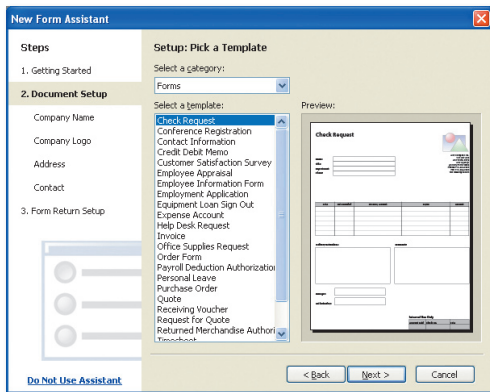 New Form Assistant
Steps
1. Getting Started
2. Document Setup
Company Name
Company Logo
Address
Contact
3. Form Return Setup
Do Not Use Assistant
Setup: Pick a Template
Select a category:
Forms
Select a template:
Check Request
Conference Registration
Contact Information
Credit Debit Memo
Customer Satisfaction Survey
Employee Appraisal
Employee Information Form
Employment Application
Equipment Loan Sign Out
Expense Account
Help Desk Request
Invoice
Office Supplies Request
Order Form
Payroll Deduction Authorization
Personal Leave
Purchase Order
Quote
Receiving Voucher
Request for Quote
Returned Merchandise Authori
Timesheet
Preview:
Check Request
< Back
Next >
Cancel